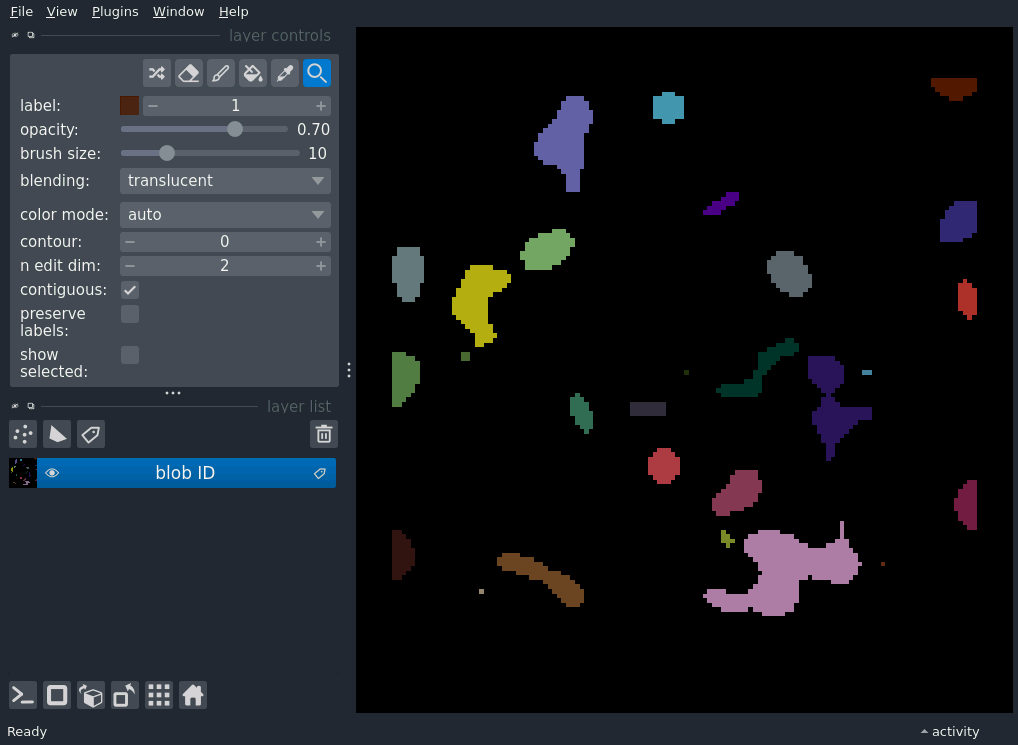 File View Plugins Window Help
layer controls
label: 1
opacity: 0.70
brush size: 10
blending: translucent
color mode: auto
contour: 0
n edit dim: 2
contiguous:
preserve
labels:
show
selected:
layer list
blob ID
Ready
activity